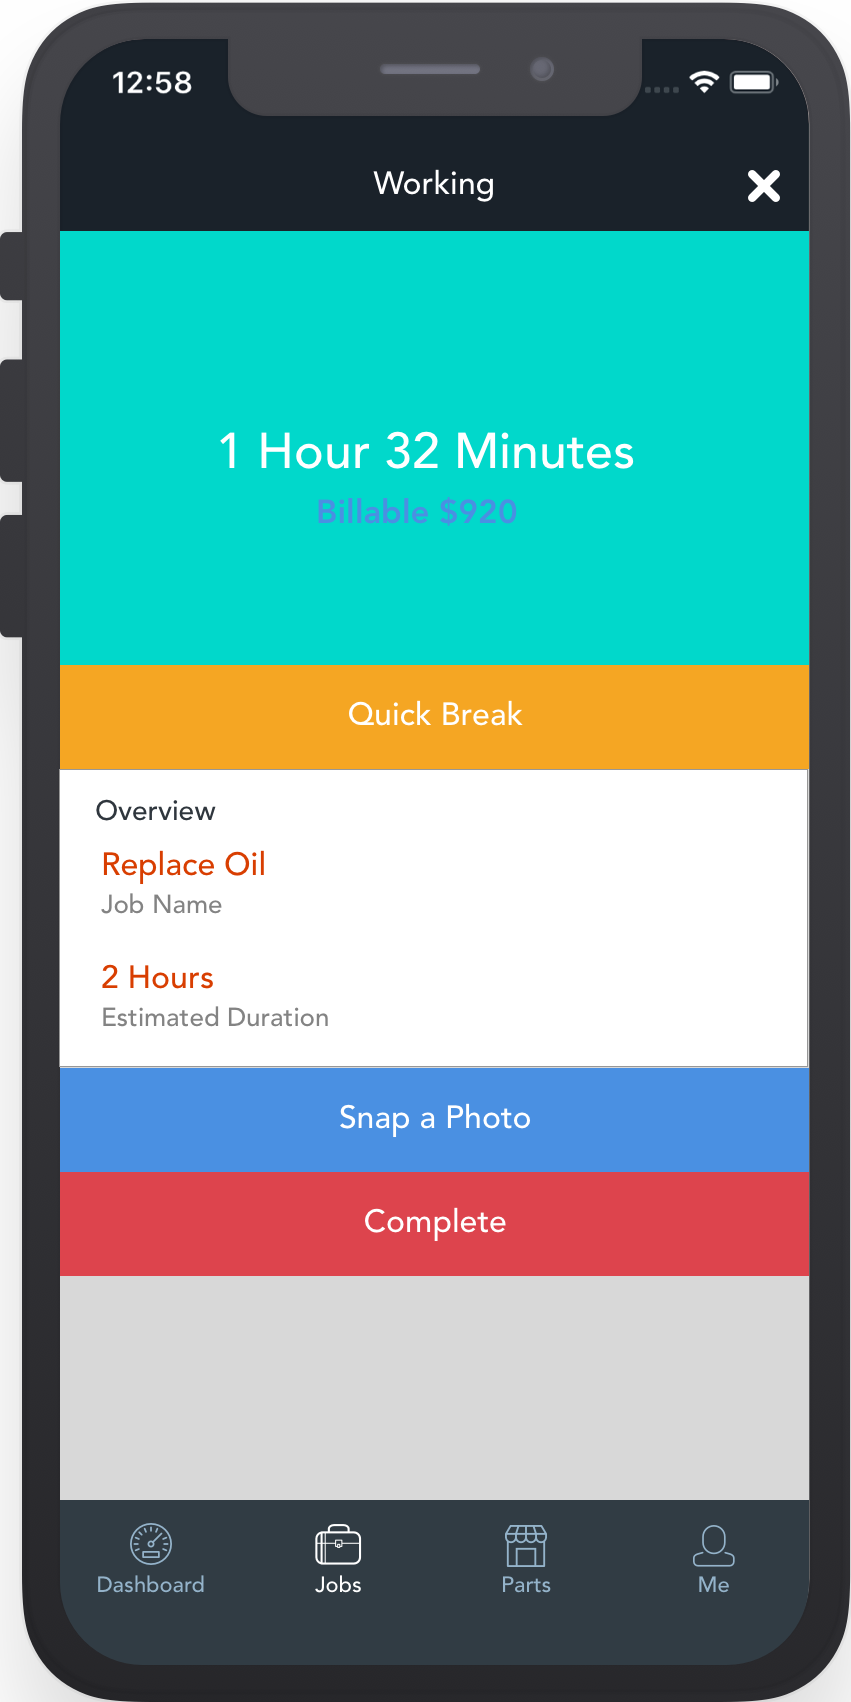 12:58
Working
1 Hour 32 Minutes
Billable $920
Quick Break
Overview
Replace Oil
Job Name
2 Hours
Estimated Duration
Snap a Photo
Complete
Dashboard
Jobs
Parts
Me